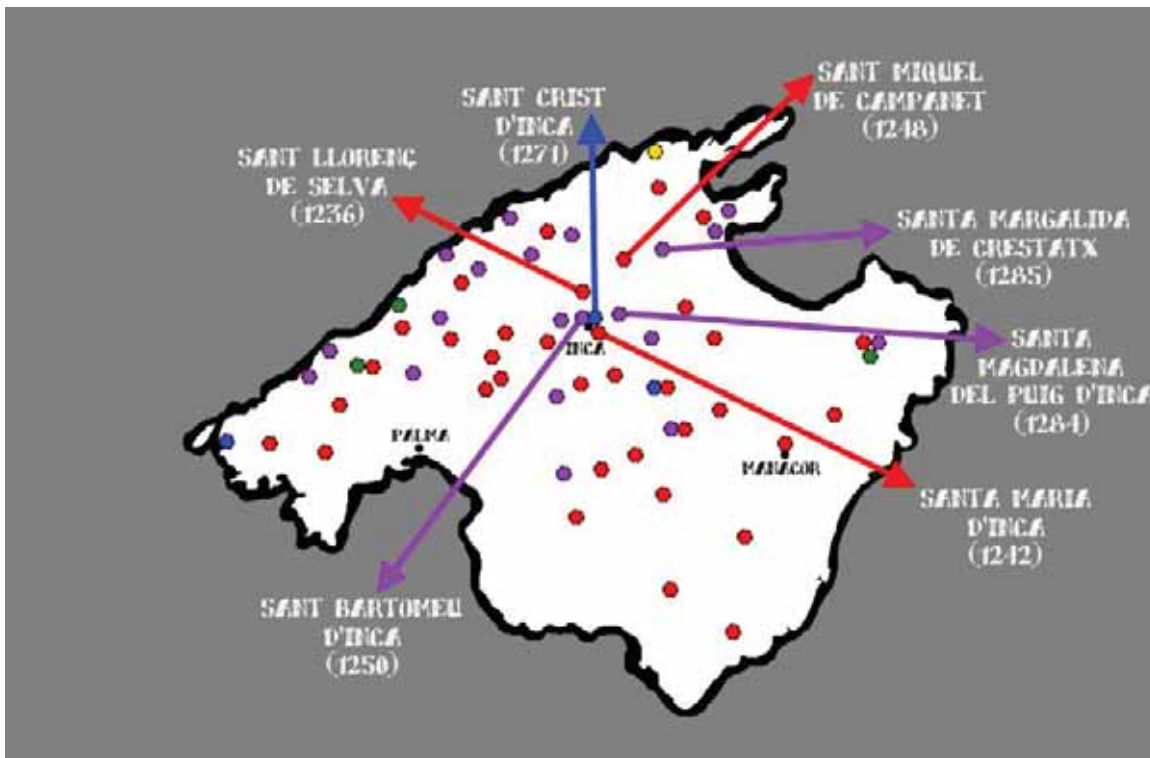 SANT MIQUEL
DE CAMPANET
(1248)
SANT CRIST
D'INCA
(1271)
SANT LLORENÇ
DE SELVA
(1236)
SANTA MARGALIDA
DE CRESTATX
(1285)
SANTA
MAGDALENA
DEL PUIG D'INCA
(1284)
INCA
PALMA
MANACOR
SANTA MARIA
D'INCA
(1242)
SANT BARTOMEU
D'INCA
(1250)